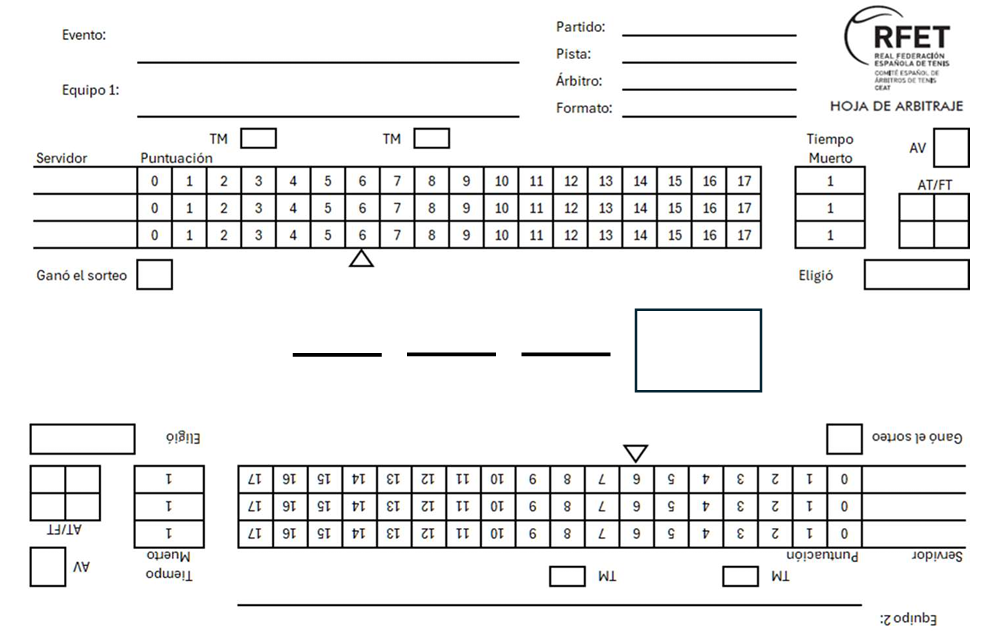 Evento:
Partido:
Pista:
Equipo 1:
Árbitro:
Formato:
RFET
REAL FEDERACIÓN
ESPAÑOLA DE TENIS
COMITÉ ESPAÑOL DE
ÁRBITROS DE TENIS
CEAT
HOJA DE ARBITRAJE
TM TM
Servidor Puntuación
Tiempo
Muerto
AV
AT/FT
0 1 2 3 4 5 6 7 8 9 10 11 12 13 14 15 16 17 1
0 1 2 3 4 5 6 7 8 9 10 11 12 13 14 15 16 17 1
0 1 2 3 4 5 6 7 8 9 10 11 12 13 14 15 16 17 1
Ganó el sorteo
Eligió
Equipo 2:
TM TM
Servidor Puntuación
Tiempo
Muerto
AV
AT/FT
0 1 2 3 4 5 6 7 8 9 10 11 12 13 14 15 16 17 1
0 1 2 3 4 5 6 7 8 9 10 11 12 13 14 15 16 17 1
0 1 2 3 4 5 6 7 8 9 10 11 12 13 14 15 16 17 1
Ganó el sorteo
Eligió